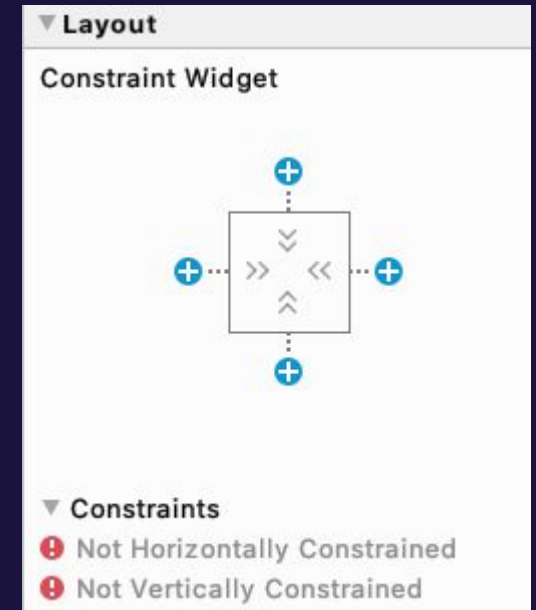 Layout
Constraint Widget
Constraints
Not Horizontally Constrained
Not Vertically Constrained